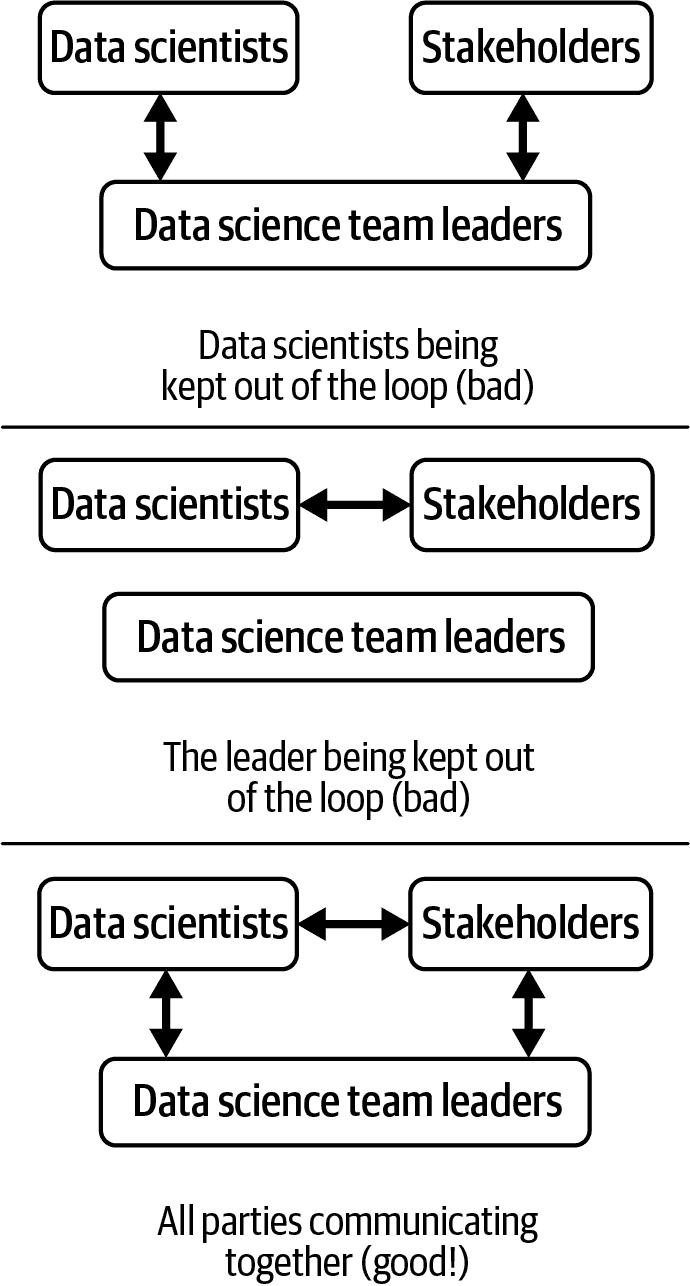 Data scientists
Stakeholders
Data science team leaders
Data scientists being
kept out of the loop (bad)
Data scientists
Stakeholders
Data science team leaders
The leader being kept out
of the loop (bad)
Data scientists
Stakeholders
Data science team leaders
All parties communicating
together (good!)